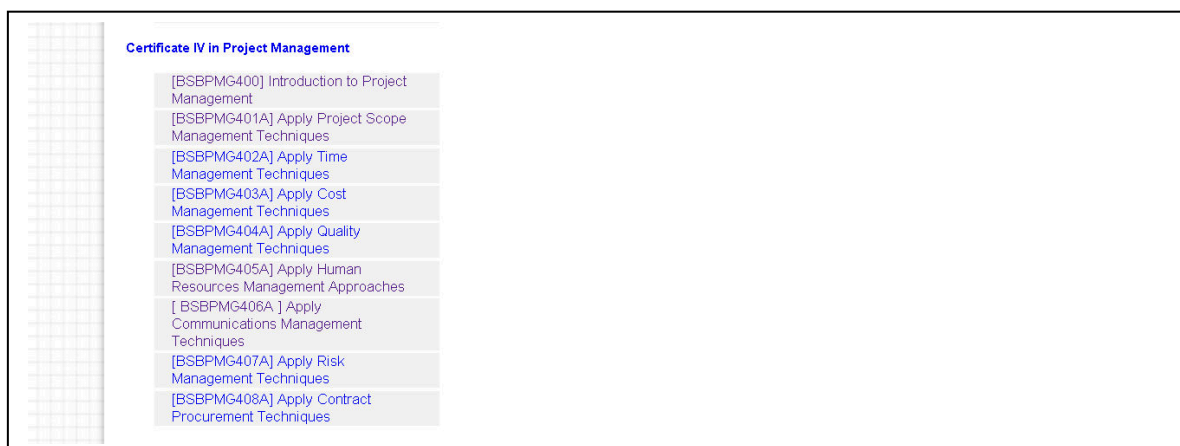 Certificate IV in Project Management
[BSBPMG400] Introduction to Project
Management
[BSBPMG401A] Apply Project Scope
Management Techniques
[BSBPMG402A] Apply Time
Management Techniques
[BSBPMG403A] Apply Cost
Management Techniques
[BSBPMG404A] Apply Quality
Management Techniques
[BSBPMG405A] Apply Human
Resources Management Approaches
[ BSBPMG406A ] Apply
Communications Management
Techniques
[BSBPMG407A] Apply Risk
Management Techniques
[BSBPMG408A] Apply Contract
Procurement Techniques